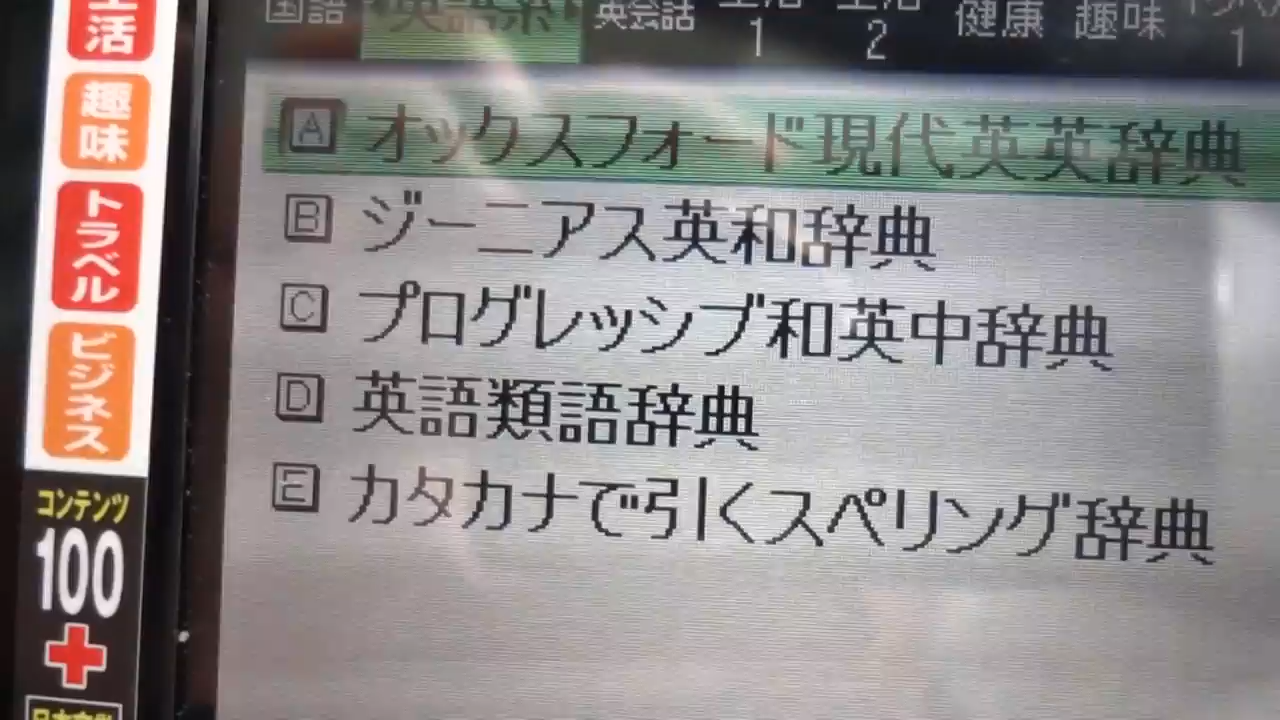 活
趣味
トラベル
ビジネス
コンテンツ
100
国語 英語系 英会話 生活1 生活2 健康 趣味 1
A オックスフォード現代英英辞典
B ジーニアス英和辞典
C プログレッシブ和英中辞典
D 英語類語辞典
E カタカナで引くスペリング辞典